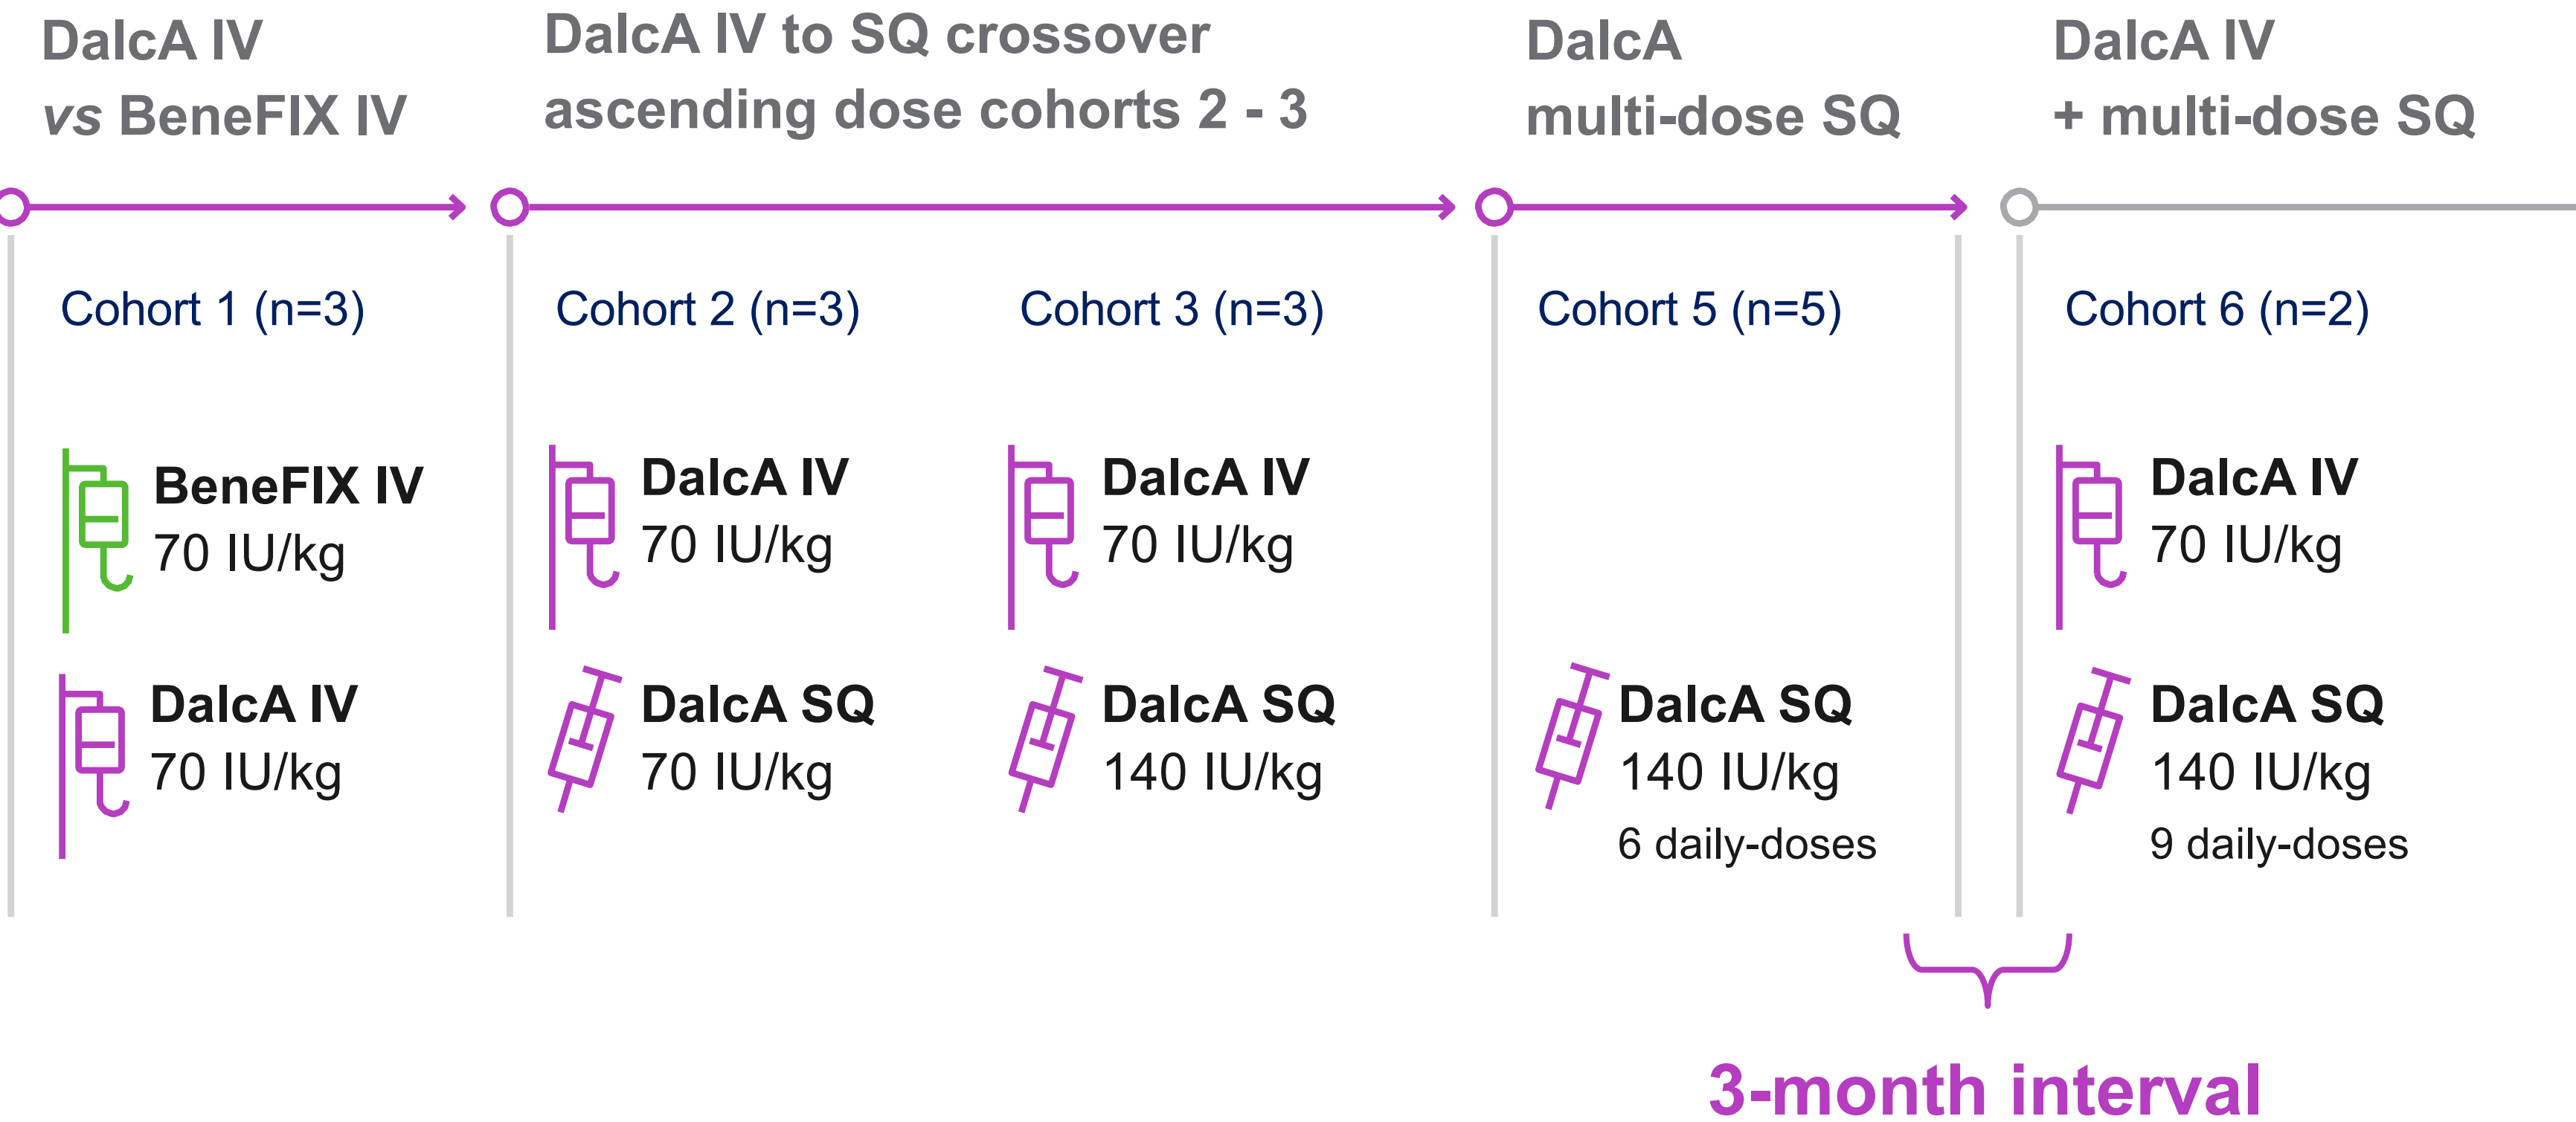 DalcA IV
vs BeneFIX IV
DalcA IV to SQ crossover
ascending dose cohorts 2 - 3
DalcA
multi-dose SQ
DalcA IV
+ multi-dose SQ
Cohort 1 (n=3)
Cohort 2 (n=3)
Cohort 3 (n=3)
Cohort 5 (n=5)
Cohort 6 (n=2)
BeneFIX IV
70 IU/kg
DalcA IV
70 IU/kg
DalcA IV
70 IU/kg
DalcA IV
70 IU/kg
DalcA IV
70 IU/kg
DalcA SQ
70 IU/kg
DalcA SQ
140 IU/kg
DalcA SQ
140 IU/kg
6 daily-doses
DalcA SQ
140 IU/kg
9 daily-doses
3-month interval